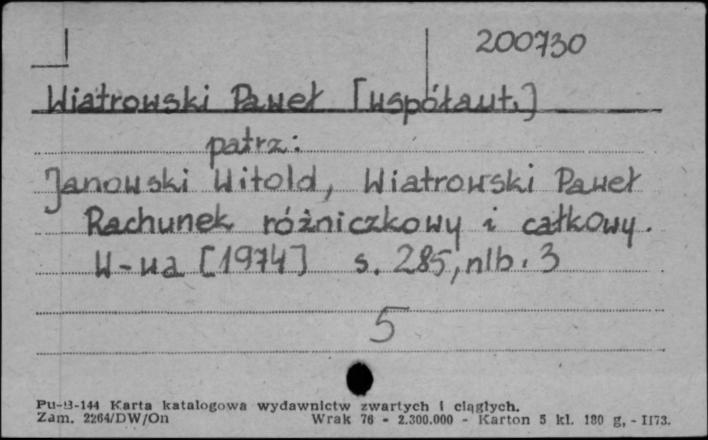 200730
Wiatrowski Paweł [współaut.]
patrz:
Janowski Witold, Wiatrowski Paweł
Rachunek różniczkowy i całkowy.
W-wa [1974] s. 285, nlb. 3
5
Pu-B-144 Karta katalogowa wydawnictw zwartych i ciągłych.
Zam. 2264/DW/On Wrak 76 - 2.300.000 - Karton 5 kl. 180 g, - II73.